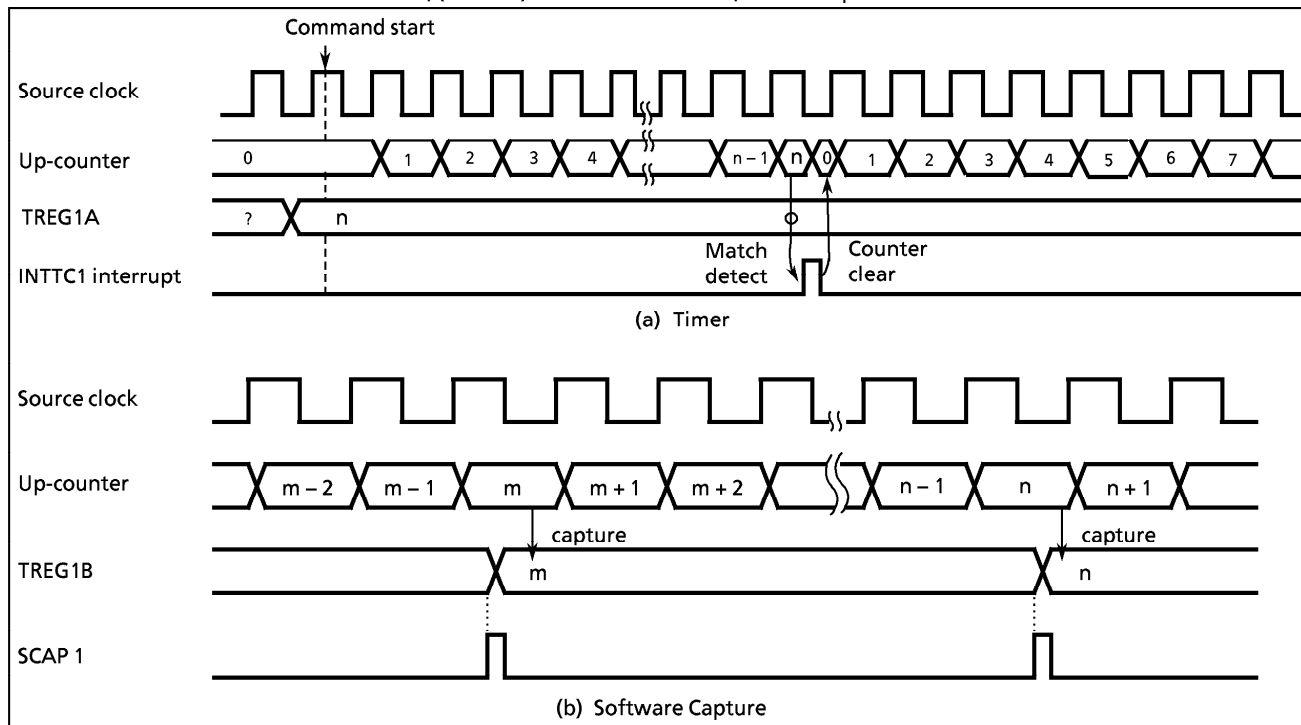 Command start
Source clock
Up-counter 0 1 2 3 4 n – 1 n 0 1 2 3 4 5 6 7
TREG1A ? n
Match detect
Counter clear
INTTC1 interrupt
(a) Timer
Source clock
Up-counter m – 2 m – 1 m m + 1 m + 2 n – 1 n n + 1
capture capture
TREG1B m n
SCAP 1
(b) Software Capture